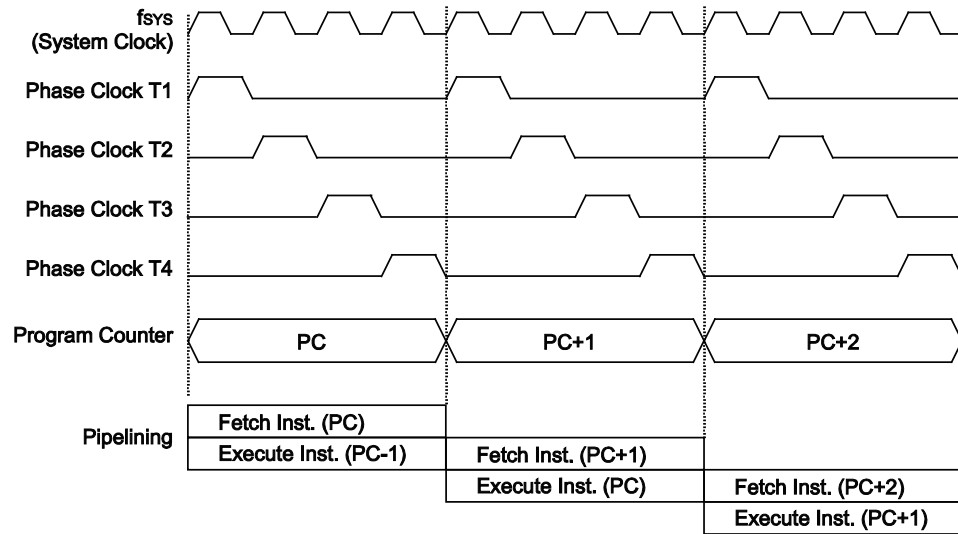 fSYS
(System Clock)
Phase Clock T1
Phase Clock T2
Phase Clock T3
Phase Clock T4
Program Counter
PC
PC+1
PC+2
Pipelining
Fetch Inst. (PC)
Execute Inst. (PC-1)
Fetch Inst. (PC+1)
Execute Inst. (PC)
Fetch Inst. (PC+2)
Execute Inst. (PC+1)